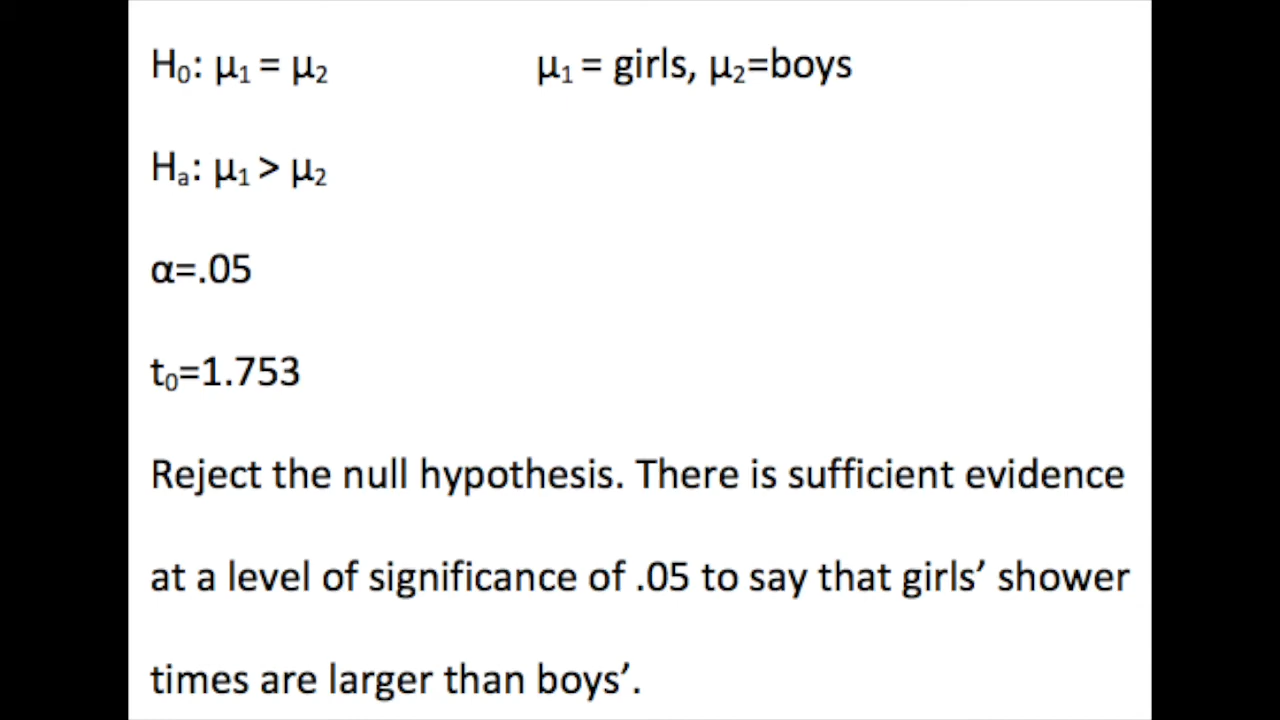 H₀: μ₁ = μ₂ μ₁ = girls, μ₂=boys
Hₐ: μ₁ > μ₂
α=.05
t₀=1.753
Reject the null hypothesis. There is sufficient evidence
at a level of significance of .05 to say that girls’ shower
times are larger than boys’.